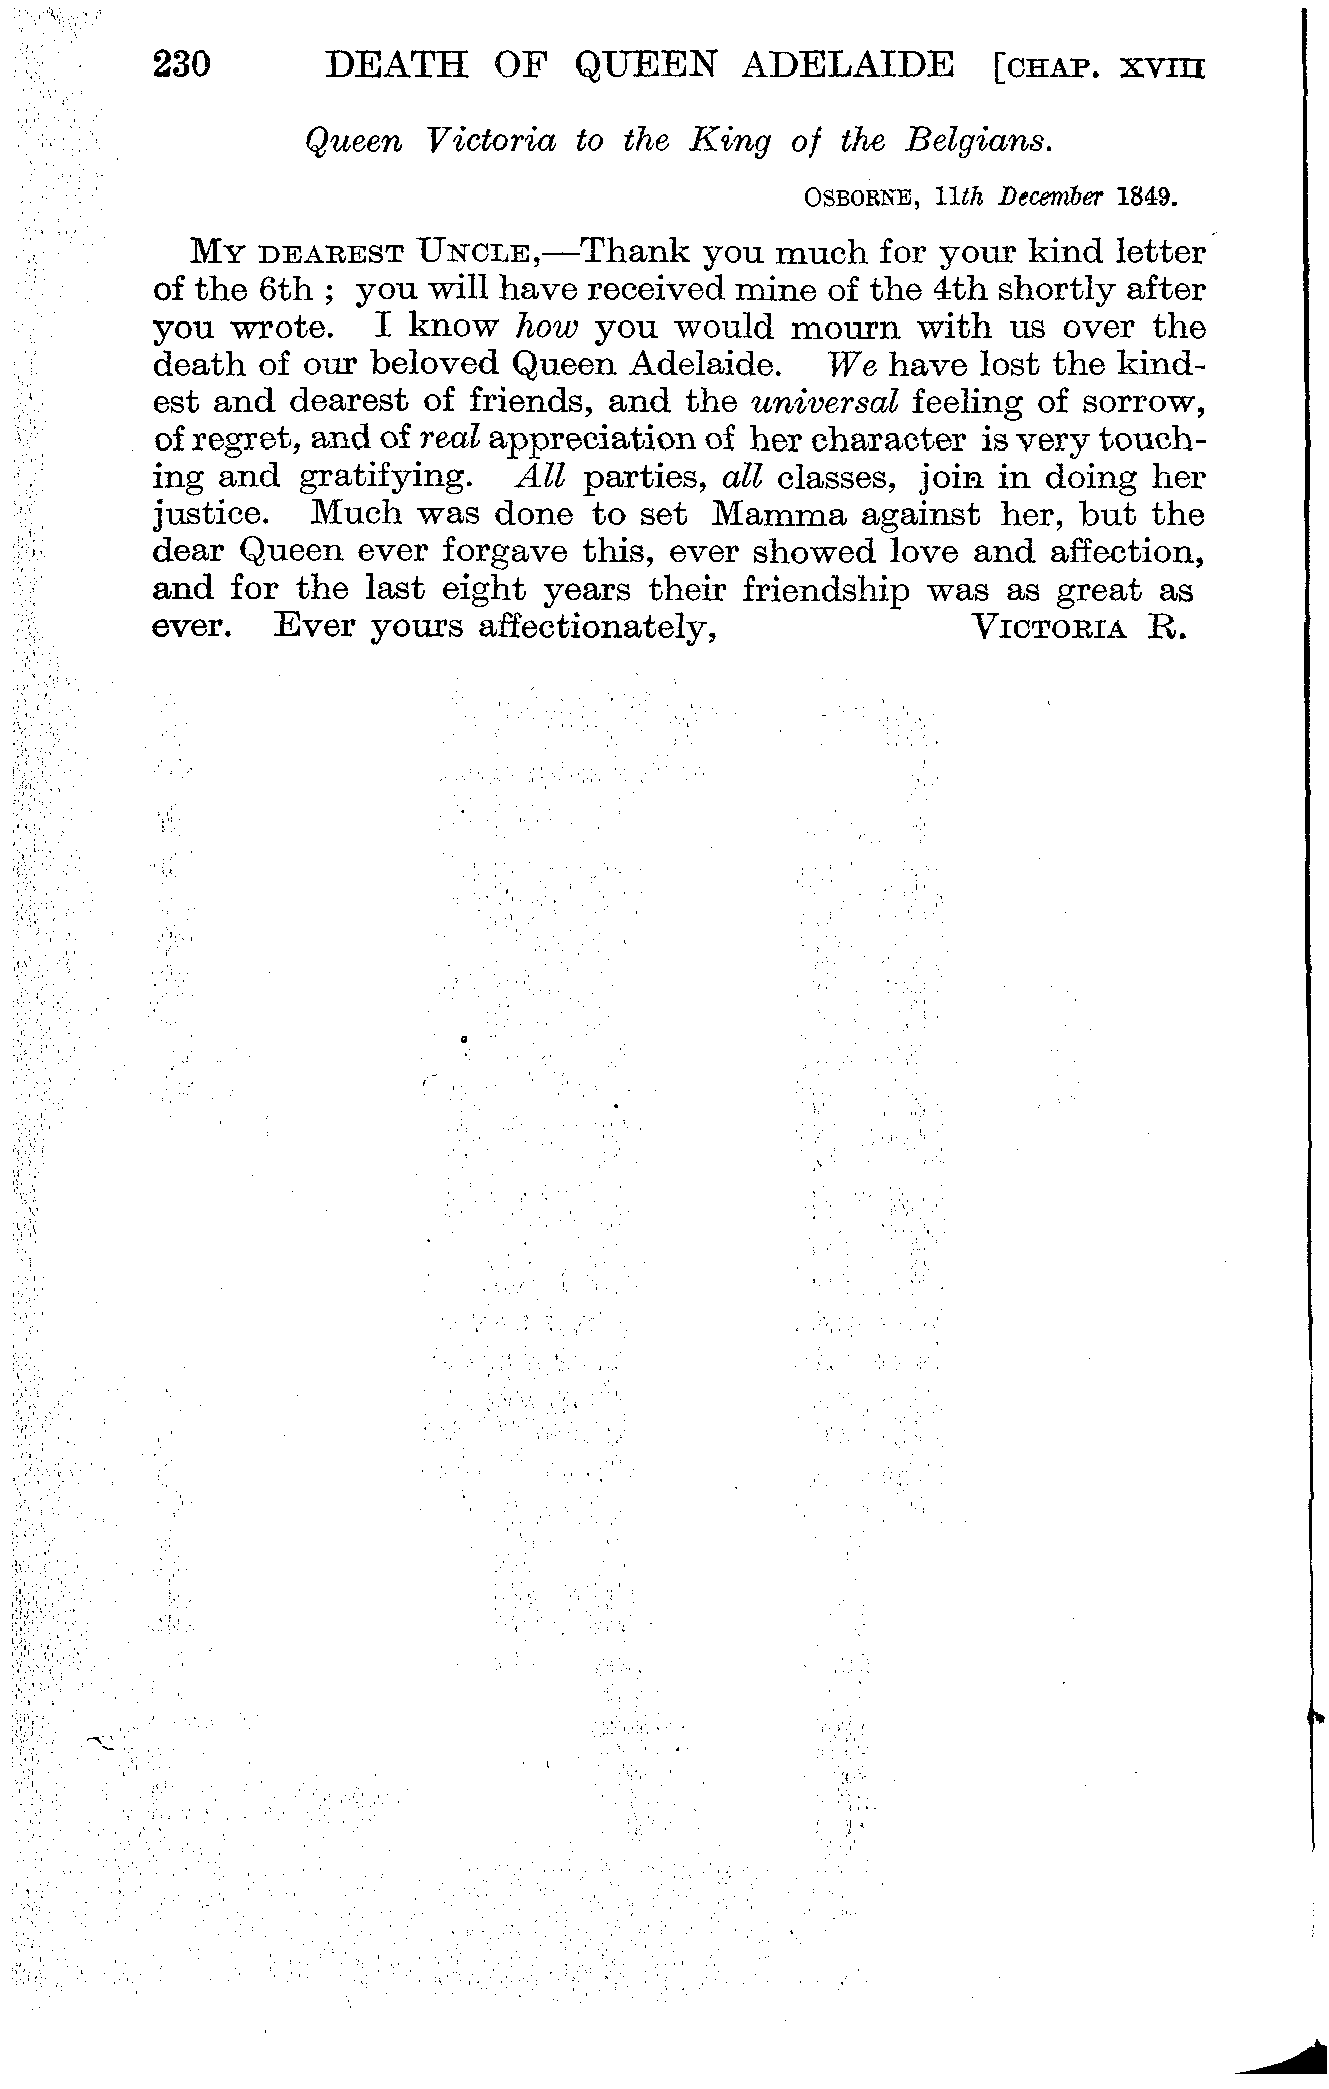 230 DEATH OF QUEEN ADELAIDE [CHAP. XVIII
Queen Victoria to the King of the Belgians.
OSBORNE, 11th December 1849.
MY DEAREST UNCLE,—Thank you much for your kind letter
of the 6th ; you will have received mine of the 4th shortly after
you wrote. I know how you would mourn with us over the
death of our beloved Queen Adelaide. We have lost the kind-
est and dearest of friends, and the universal feeling of sorrow,
of regret, and of real appreciation of her character is very touch-
ing and gratifying. All parties, all classes, join in doing her
justice. Much was done to set Mamma against her, but the
dear Queen ever forgave this, ever showed love and affection,
and for the last eight years their friendship was as great as
ever. Ever yours affectionately, VICTORIA R.